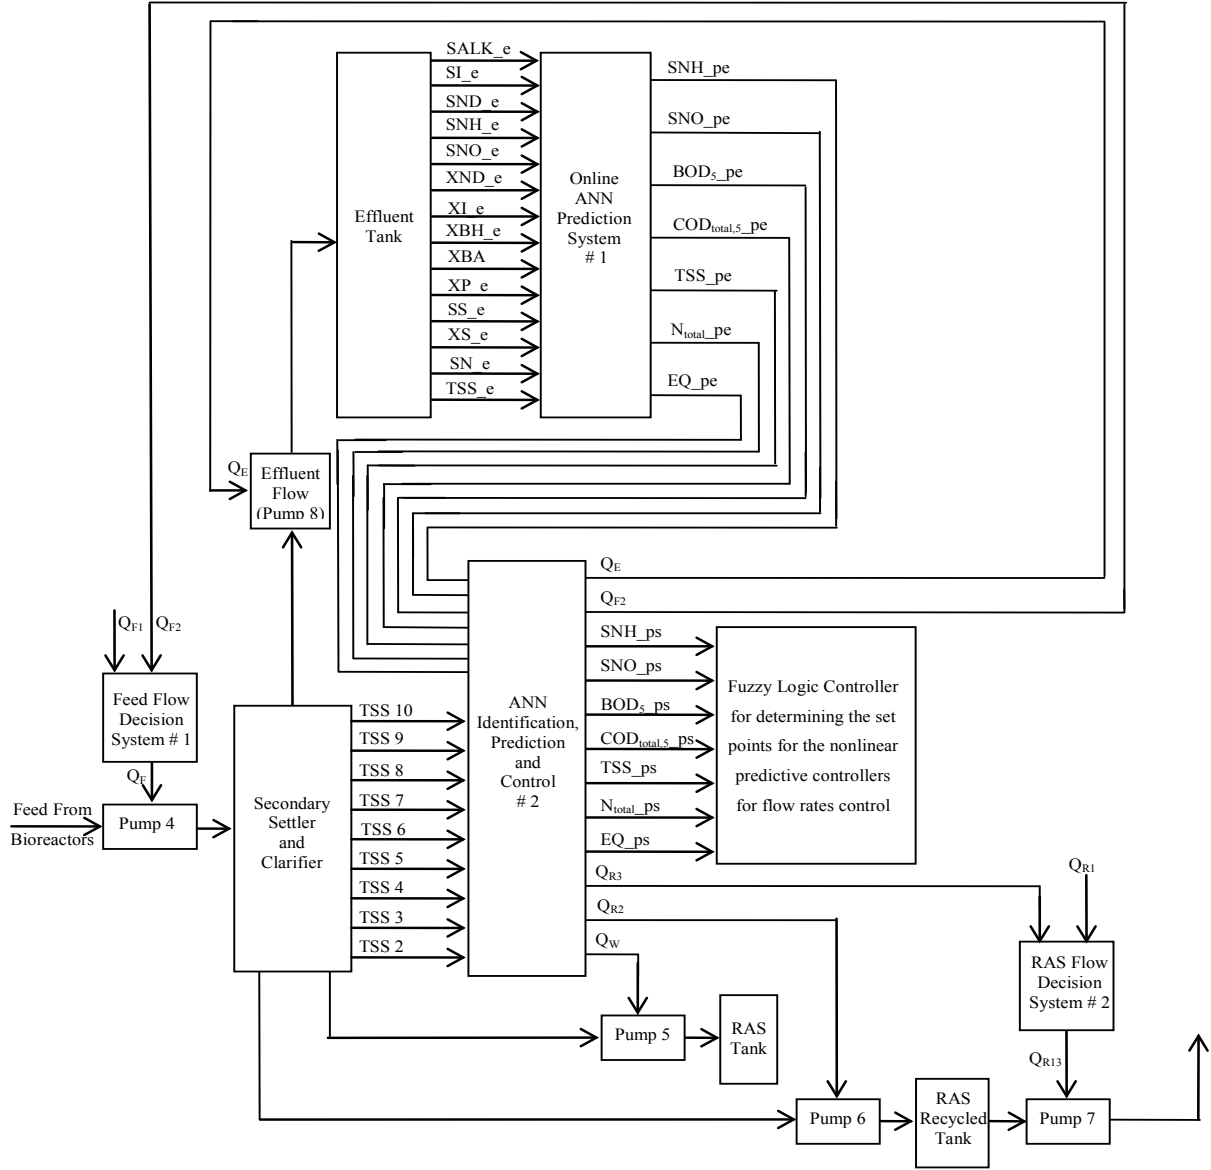 SALK_e
SI_e
SND_e
SNH_e
SNO_e
XND_e
XI_e
XBH_e
XBA
XP_e
SS_e
XS_e
SN_e
TSS_e
Effluent
Tank
Online
ANN
Prediction
System
# 1
SNH_pe
SNO_pe
BOD5_pe
CODtotal,5_pe
TSS_pe
Ntotal_pe
EQ_pe
QE
Effluent
Flow
(Pump 8)
QF1
QF2
Feed Flow
Decision
System # 1
QF
Feed From
Bioreactors
Pump 4
Secondary
Settler
and
Clarifier
TSS 10
TSS 9
TSS 8
TSS 7
TSS 6
TSS 5
TSS 4
TSS 3
TSS 2
ANN
Identification,
Prediction
and
Control
# 2
QE
QF2
SNH_ps
SNO_ps
BOD5_ps
CODtotal,5_ps
TSS_ps
Ntotal_ps
EQ_ps
QR3
QR2
QW
Fuzzy Logic Controller
for determining the set
points for the nonlinear
predictive controllers
for flow rates control
QR1
RAS Flow
Decision
System # 2
QR13
Pump 5
RAS
Tank
Pump 6
RAS
Recycled
Tank
Pump 7